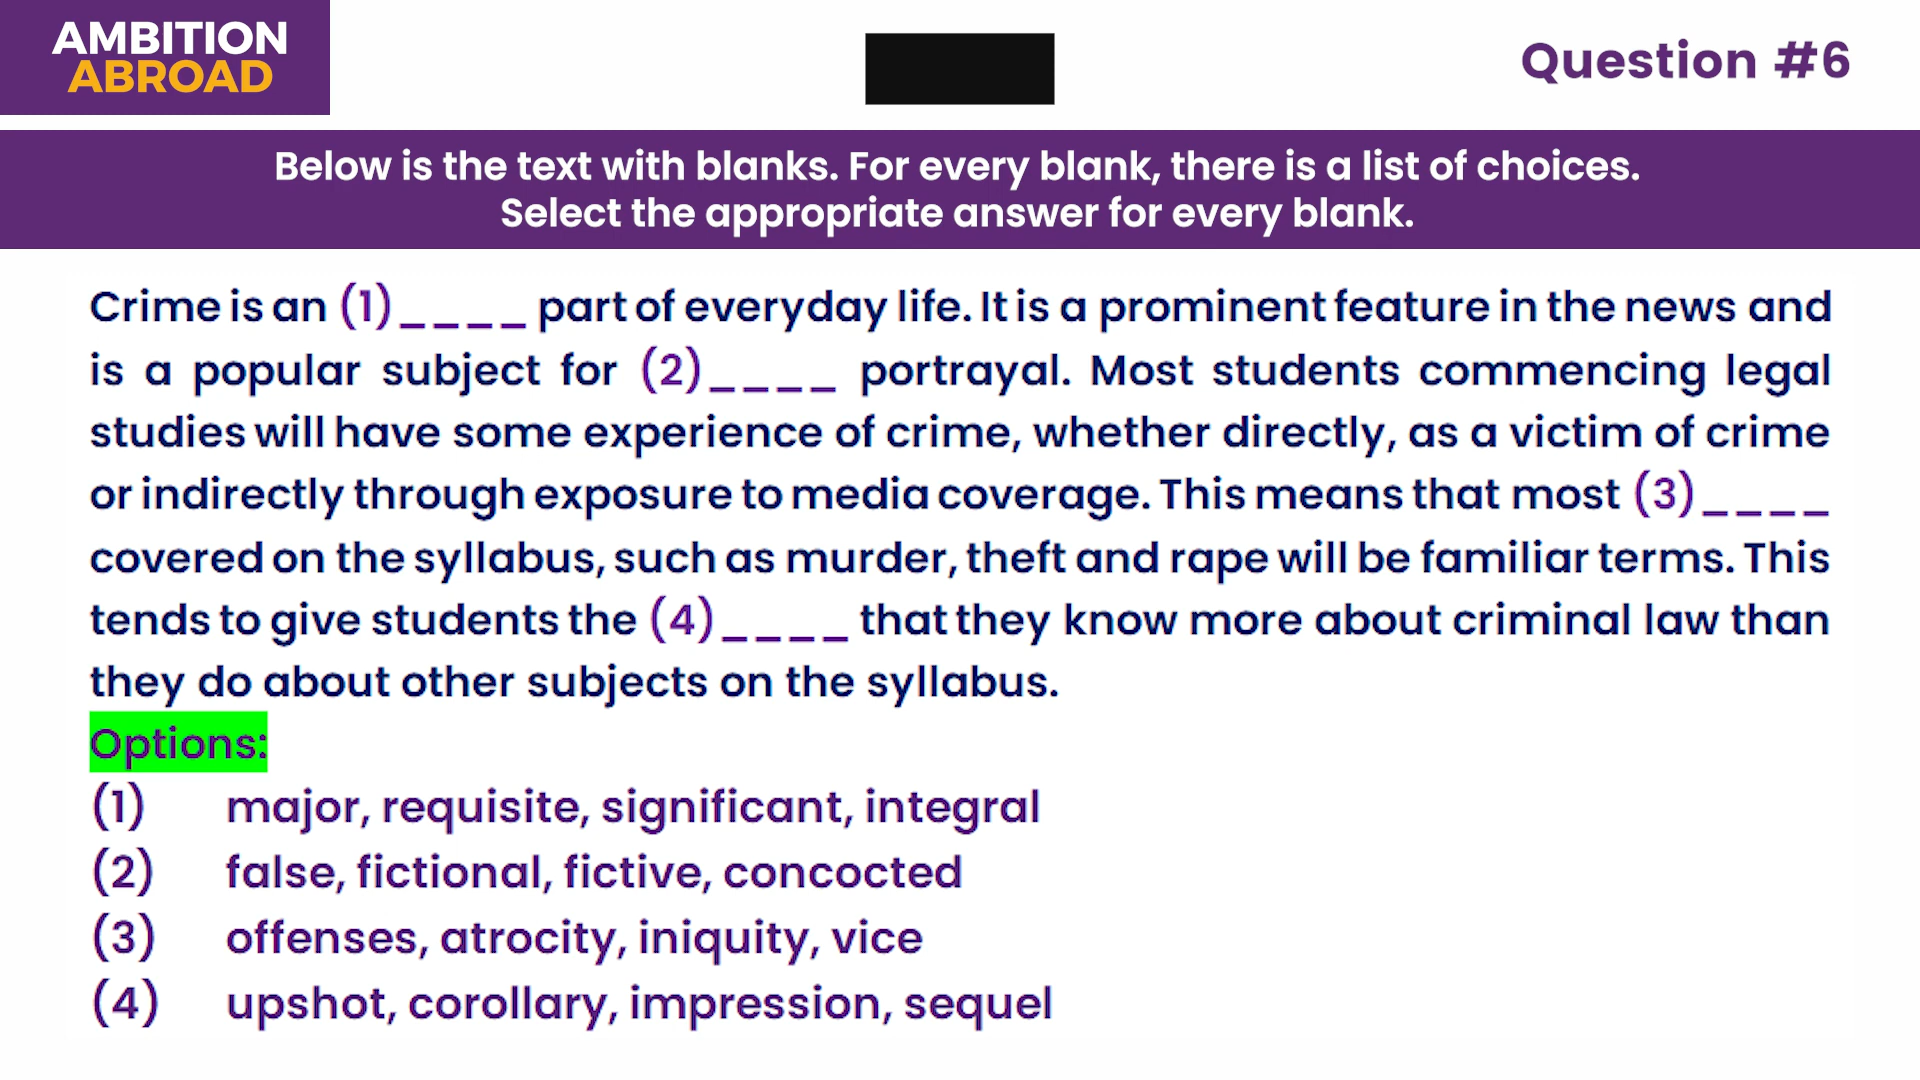 AMBITION
ABROAD
Question #6
Below is the text with blanks. For every blank, there is a list of choices.
Select the appropriate answer for every blank.
Crime is an (1)____ part of everyday life. It is a prominent feature in the news and
is a popular subject for (2)____ portrayal. Most students commencing legal
studies will have some experience of crime, whether directly, as a victim of crime
or indirectly through exposure to media coverage. This means that most (3)____
covered on the syllabus, such as murder, theft and rape will be familiar terms. This
tends to give students the (4)____ that they know more about criminal law than
they do about other subjects on the syllabus.
Options:
(1) major, requisite, significant, integral
(2) false, fictional, fictive, concocted
(3) offenses, atrocity, iniquity, vice
(4) upshot, corollary, impression, sequel